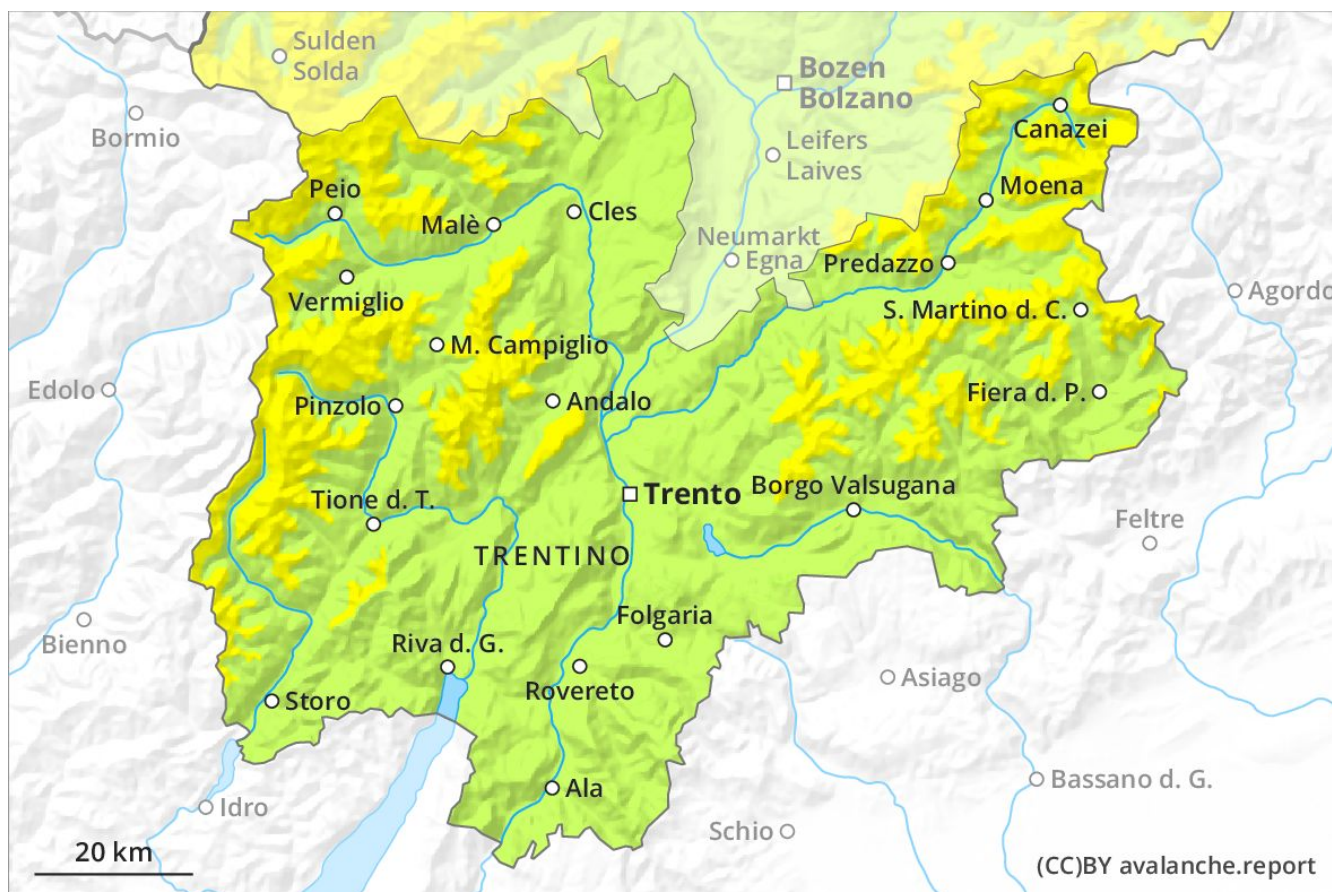 Sulden
Solda
Bozen
Bolzano
Bormio
Canazei
Leifers
Laives
Peio
Moena
Malè
Cles
Neumarkt
Egna
Predazzo
Vermiglio
Agordo
S. Martino d. C.
M. Campiglio
Edolo
Pinzolo
Andalo
Fiera d. P.
Trento
Borgo Valsugana
Tione d. T.
Feltre
TRENTINO
Bienno
Folgaria
Riva d. G.
Asiago
Rovereto
Storo
Bassano d. G.
Ala
Idro
Schio
20 km
(CC)BY avalanche.report